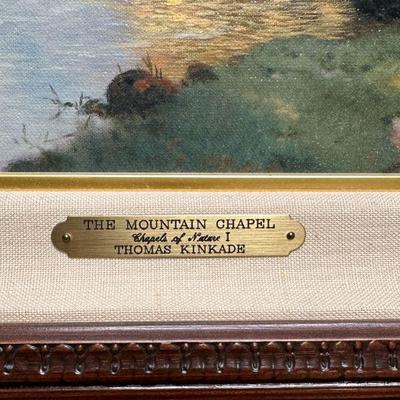 THE MOUNTAIN CHAPEL
Chapels of Nature I
THOMAS KINKADE